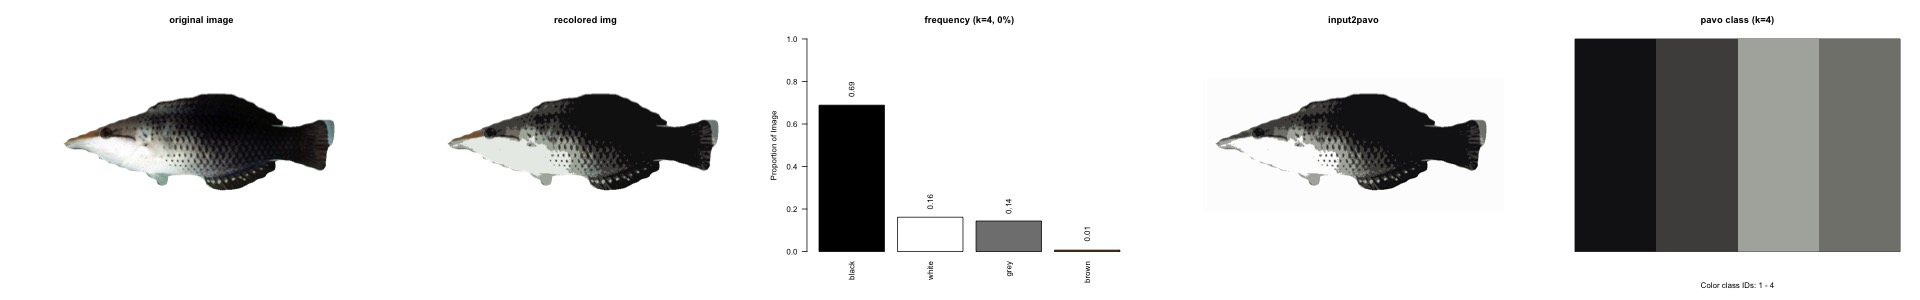 original image
recolored img
frequency (k=4, 0%)
input2pavo
pavo class (k=4)
Proportion of Image
1.0
0.8
0.6
0.4
0.2
0.0
0.69
0.16
0.14
0.01
black
white
grey
brown
Color class IDs: 1 - 4